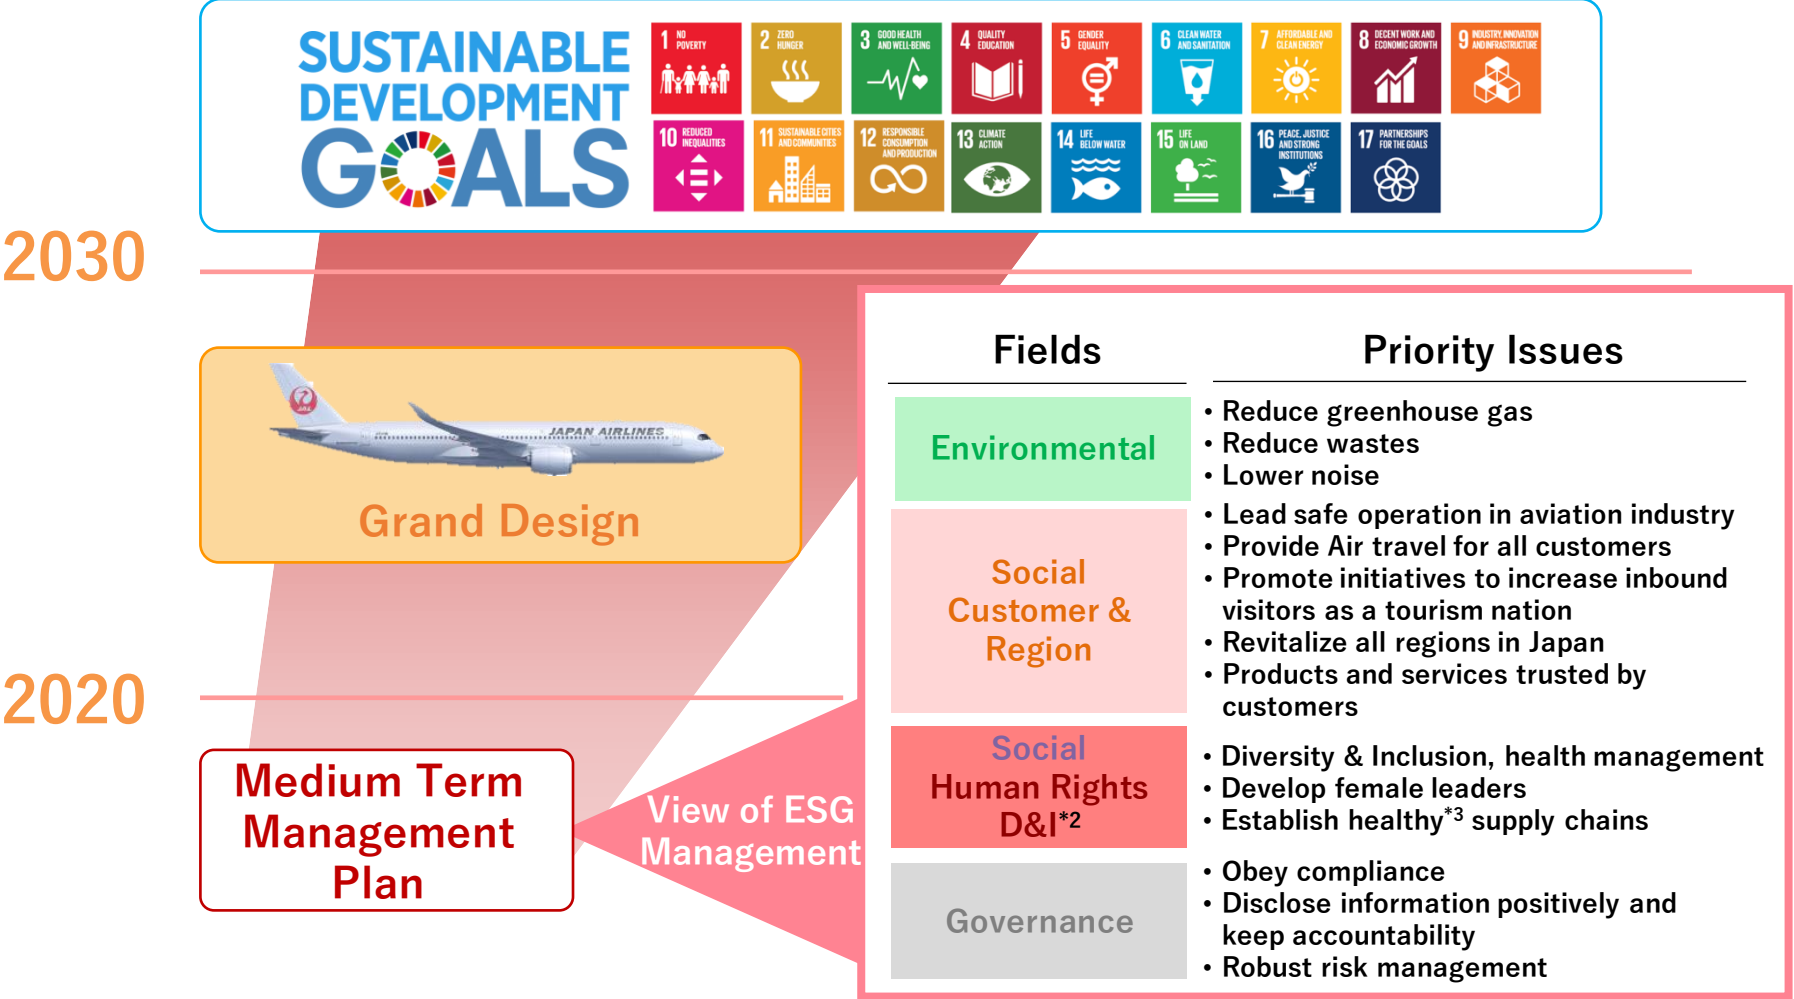 SUSTAINABLE
DEVELOPMENT
GOALS
1 NO
POVERTY
2 ZERO
HUNGER
3 GOOD HEALTH
AND WELL-BEING
4 QUALITY
EDUCATION
5 GENDER
EQUALITY
6 CLEAN WATER
AND SANITATION
7 AFFORDABLE AND
CLEAN ENERGY
8 DECENT WORK AND
ECONOMIC GROWTH
9 INDUSTRY, INNOVATION
AND INFRASTRUCTURE
10 REDUCED
INEQUALITIES
11 SUSTAINABLE CITIES
AND COMMUNITIES
12 RESPONSIBLE
CONSUMPTION
AND PRODUCTION
13 CLIMATE
ACTION
14 LIFE
BELOW WATER
15 LIFE
ON LAND
16 PEACE, JUSTICE
AND STRONG
INSTITUTIONS
17 PARTNERSHIPS
FOR THE GOALS
2030
JAL
JAPAN AIRLINES
Grand Design
2020
Medium Term
Management
Plan
View of ESG
Management
Fields
Priority Issues
Environmental
• Reduce greenhouse gas
• Reduce wastes
• Lower noise
Social
Customer &
Region
• Lead safe operation in aviation industry
• Provide Air travel for all customers
• Promote initiatives to increase inbound
visitors as a tourism nation
• Revitalize all regions in Japan
• Products and services trusted by
customers
Social
Human Rights
D&I*2
• Diversity & Inclusion, health management
• Develop female leaders
• Establish healthy*3 supply chains
Governance
• Obey compliance
• Disclose information positively and
keep accountability
• Robust risk management